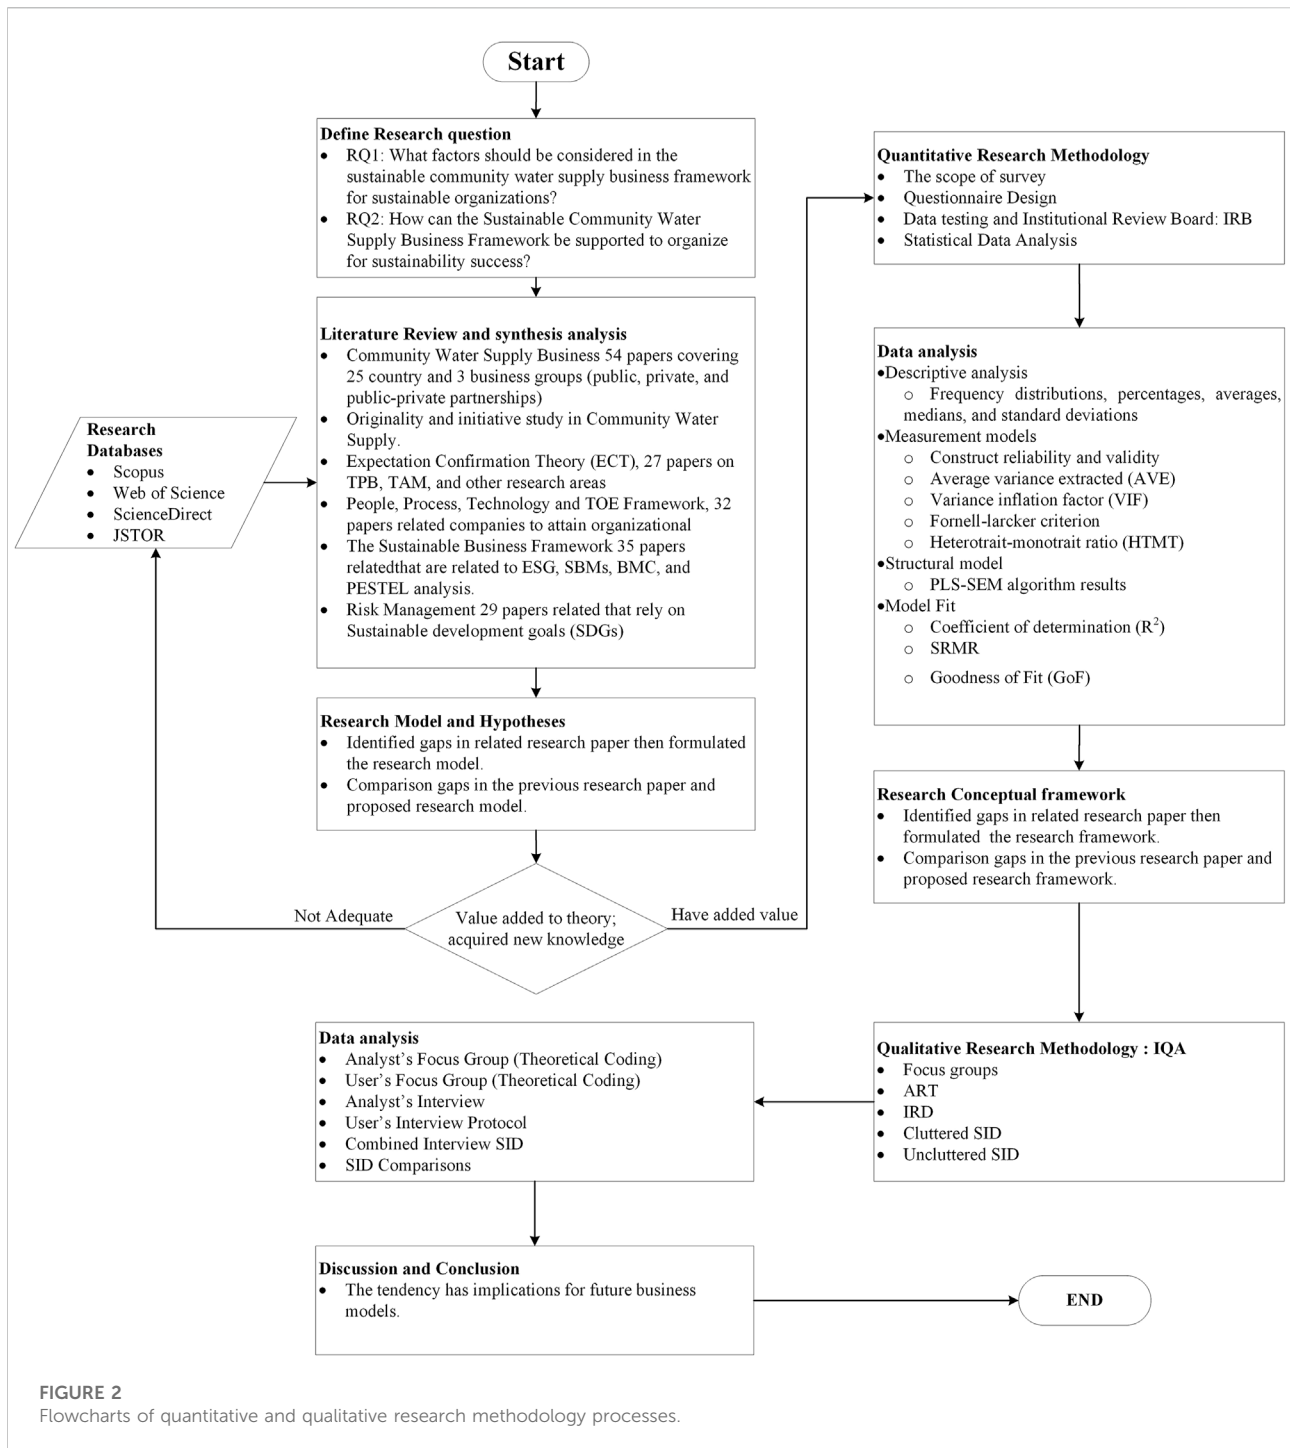 Start
Define Research question
• RQ1: What factors should be considered in the
sustainable community water supply business framework
for sustainable organizations?
• RQ2: How can the Sustainable Community Water
Supply Business Framework be supported to organize
for sustainability success?
Literature Review and synthesis analysis
• Community Water Supply Business 54 papers covering
25 country and 3 business groups (public, private, and
public-private partnerships)
• Originality and initiative study in Community Water
Supply.
• Expectation Confirmation Theory (ECT), 27 papers on
TPB, TAM, and other research areas
• People, Process, Technology and TOE Framework, 32
papers related companies to attain organizational
• The Sustainable Business Framework 35 papers
relatedthat are related to ESG, SBMs, BMC, and
PESTEL analysis.
• Risk Management 29 papers related that rely on
Sustainable development goals (SDGs)
Research
Databases
• Scopus
• Web of Science
• ScienceDirect
• JSTOR
Research Model and Hypotheses
• Identified gaps in related research paper then formulated
the research model.
• Comparison gaps in the previous research paper and
proposed research model.
Not Adequate
Value added to theory;
acquired new knowledge
Have added value
Quantitative Research Methodology
• The scope of survey
• Questionnaire Design
• Data testing and Institutional Review Board: IRB
• Statistical Data Analysis
Data analysis
•Descriptive analysis
○ Frequency distributions, percentages, averages,
medians, and standard deviations
•Measurement models
○ Construct reliability and validity
○ Average variance extracted (AVE)
○ Variance inflation factor (VIF)
○ Fornell-larcker criterion
○ Heterotrait-monotrait ratio (HTMT)
•Structural model
○ PLS-SEM algorithm results
•Model Fit
○ Coefficient of determination (R²)
○ SRMR
○ Goodness of Fit (GoF)
Research Conceptual framework
• Identified gaps in related research paper then
formulated the research framework.
• Comparison gaps in the previous research paper and
proposed research framework.
Qualitative Research Methodology : IQA
• Focus groups
• ART
• IRD
• Cluttered SID
• Uncluttered SID
Data analysis
• Analyst's Focus Group (Theoretical Coding)
• User's Focus Group (Theoretical Coding)
• Analyst's Interview
• User's Interview Protocol
• Combined Interview SID
• SID Comparisons
Discussion and Conclusion
• The tendency has implications for future business
models.
END
FIGURE 2
Flowcharts of quantitative and qualitative research methodology processes.